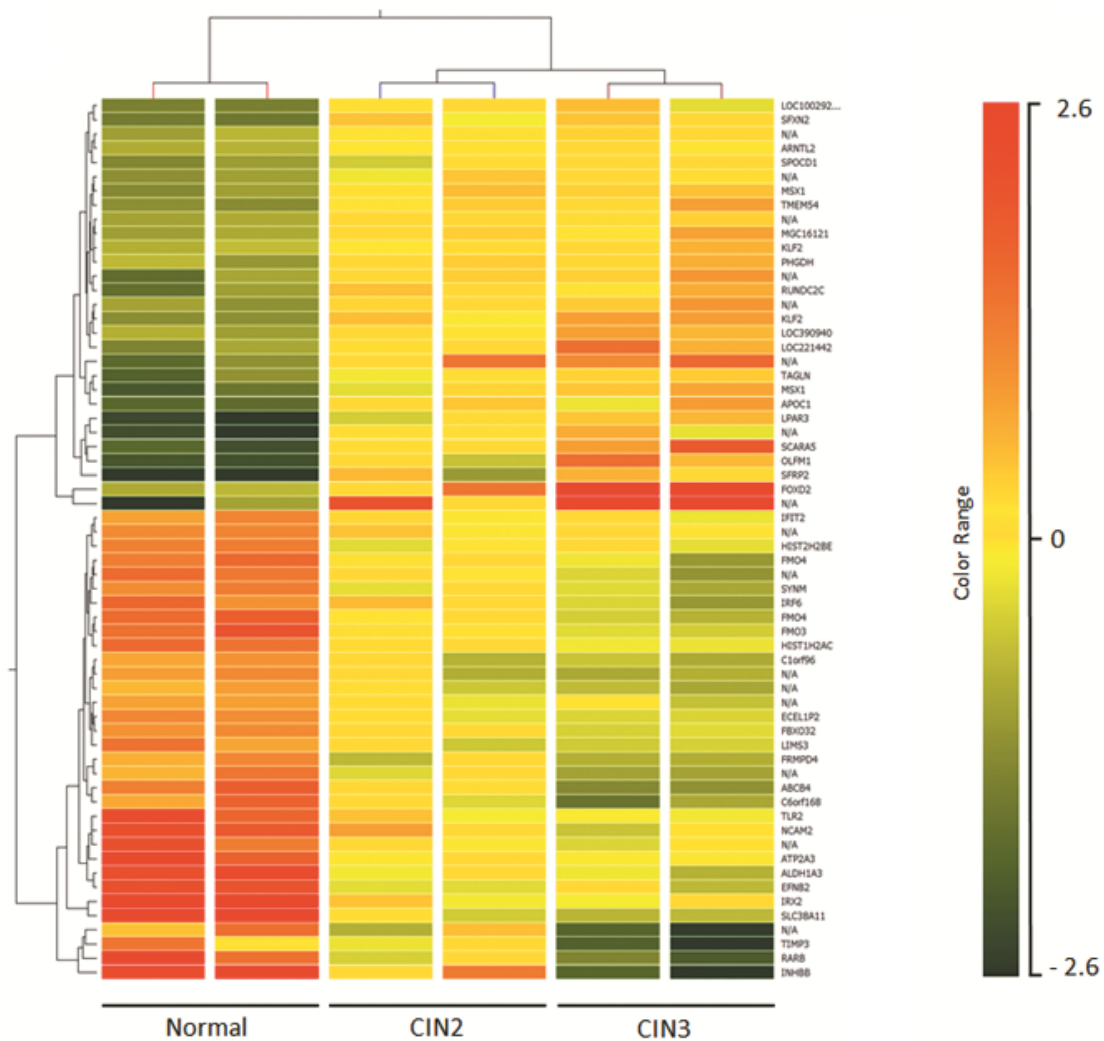 LOC100292...
SFXN2
N/A
ARNTL2
SPOCD1
N/A
MSX1
TMEM54
N/A
MGC16121
KLF2
PHGDH
N/A
RUNDC2C
N/A
KLF2
LOC390940
LOC221442
N/A
TAGLN
MSX1
APOC1
LPAR3
N/A
SCARA5
OLFM1
SFRP2
FOXD2
N/A
IFIT2
N/A
HIST2H2BE
FMO4
N/A
SYNM
IRF6
FMO4
FMO3
HIST1H2AC
C1orf96
N/A
N/A
N/A
ECEL1P2
FBXO32
LIMS3
FRMPD4
N/A
ABCB4
C6orf168
TLR2
NCAM2
N/A
ATP2A3
ALDH1A3
EFNB2
IRX2
SLC38A11
N/A
TIMP3
RARB
INHBB
Normal
CIN2
CIN3
2.6
0
- 2.6
Color Range